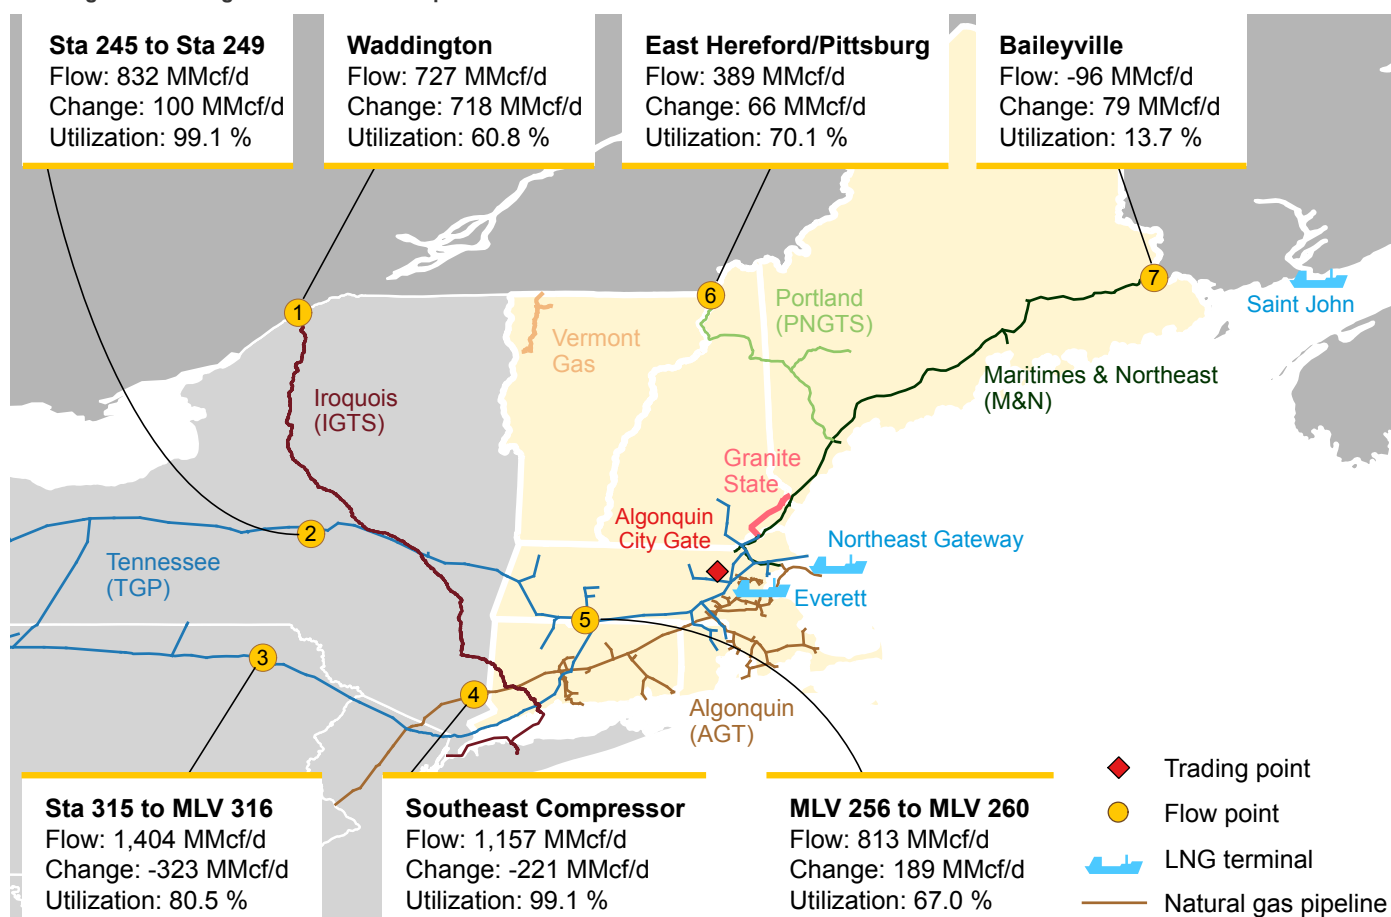 Sta 245 to Sta 249
Flow: 832 MMcf/d
Change: 100 MMcf/d
Utilization: 99.1 %
Waddington
Flow: 727 MMcf/d
Change: 718 MMcf/d
Utilization: 60.8 %
East Hereford/Pittsburg
Flow: 389 MMcf/d
Change: 66 MMcf/d
Utilization: 70.1 %
Baileyville
Flow: -96 MMcf/d
Change: 79 MMcf/d
Utilization: 13.7 %
1
6
7
Portland
(PNGTS)
Saint John
Vermont
Gas
Iroquois
(IGTS)
Maritimes & Northeast
(M&N)
Granite
State
Algonquin
City Gate
2
Northeast Gateway
Tennessee
(TGP)
Everett
5
3
4
Algonquin
(AGT)
Sta 315 to MLV 316
Flow: 1,404 MMcf/d
Change: -323 MMcf/d
Utilization: 80.5 %
Southeast Compressor
Flow: 1,157 MMcf/d
Change: -221 MMcf/d
Utilization: 99.1 %
MLV 256 to MLV 260
Flow: 813 MMcf/d
Change: 189 MMcf/d
Utilization: 67.0 %
Trading point
Flow point
LNG terminal
Natural gas pipeline